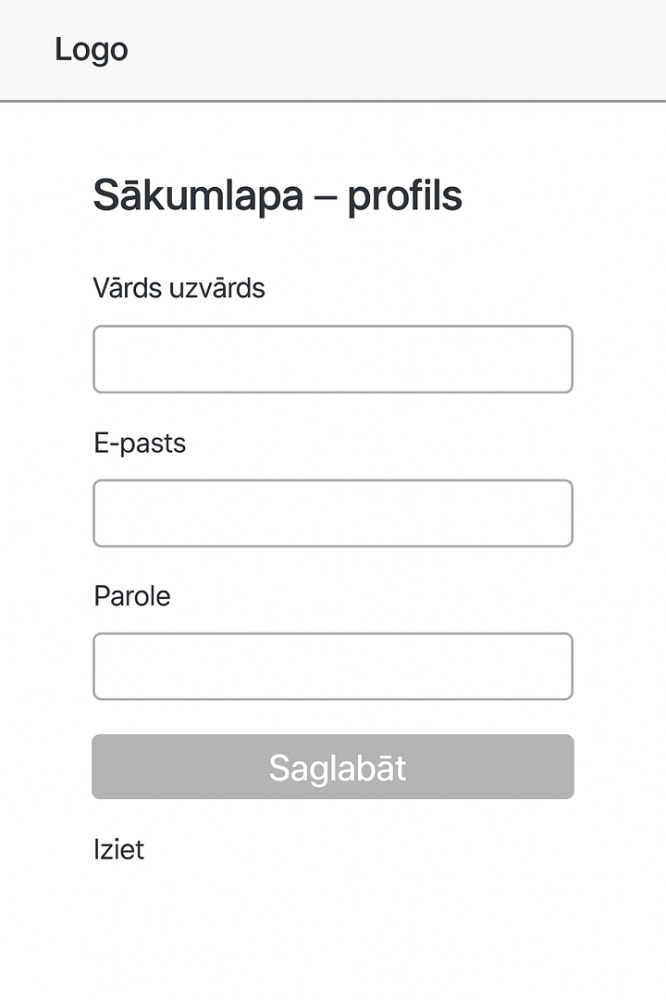 Logo
Sākumlapa – profils
Vārds uzvārds
E-pasts
Parole
Saglabāt
Iziet